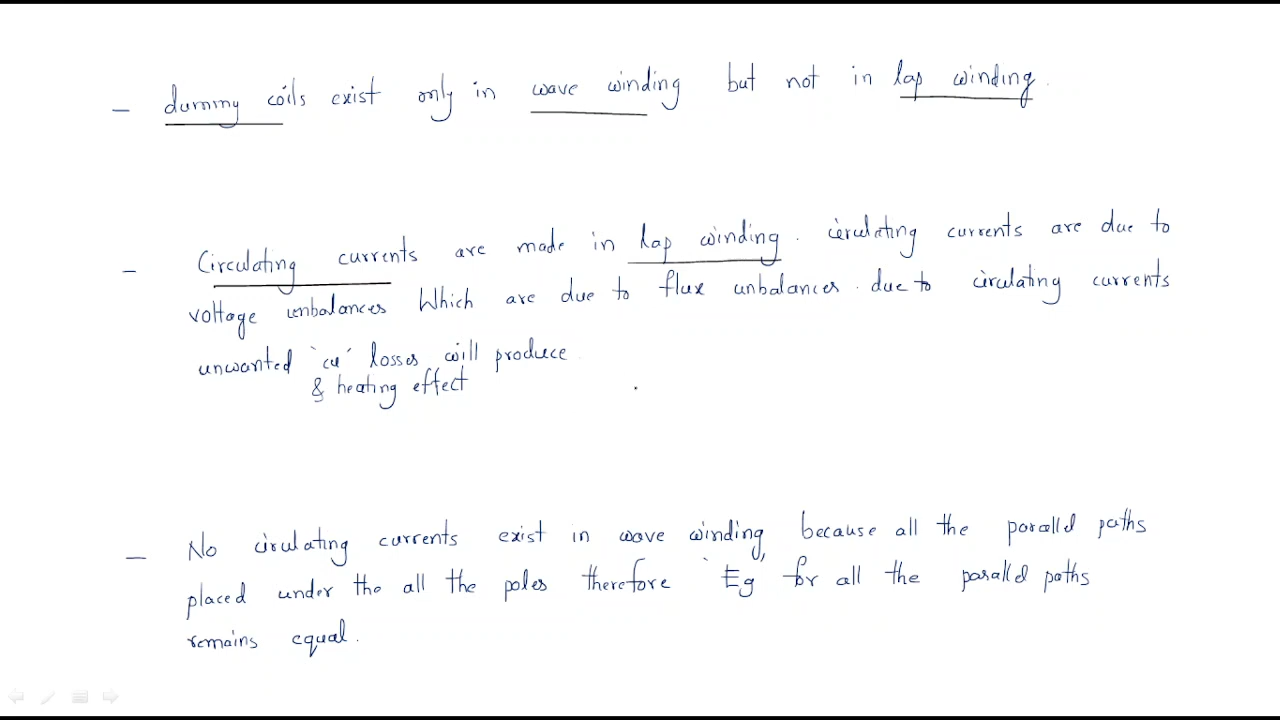 - dummy coils exist only in wave winding but not in lap winding.
- Circulating currents are made in lap winding. circulating currents are due to
voltage unbalances Which are due to flux unbalances. due to circulating currents
unwanted `cu' losses will produce
& heating effect
- No cirulating currents exist in wave winding because all the parallel paths
placed under the all the poles therefore `Eg' for all the parallel paths
remains equal.